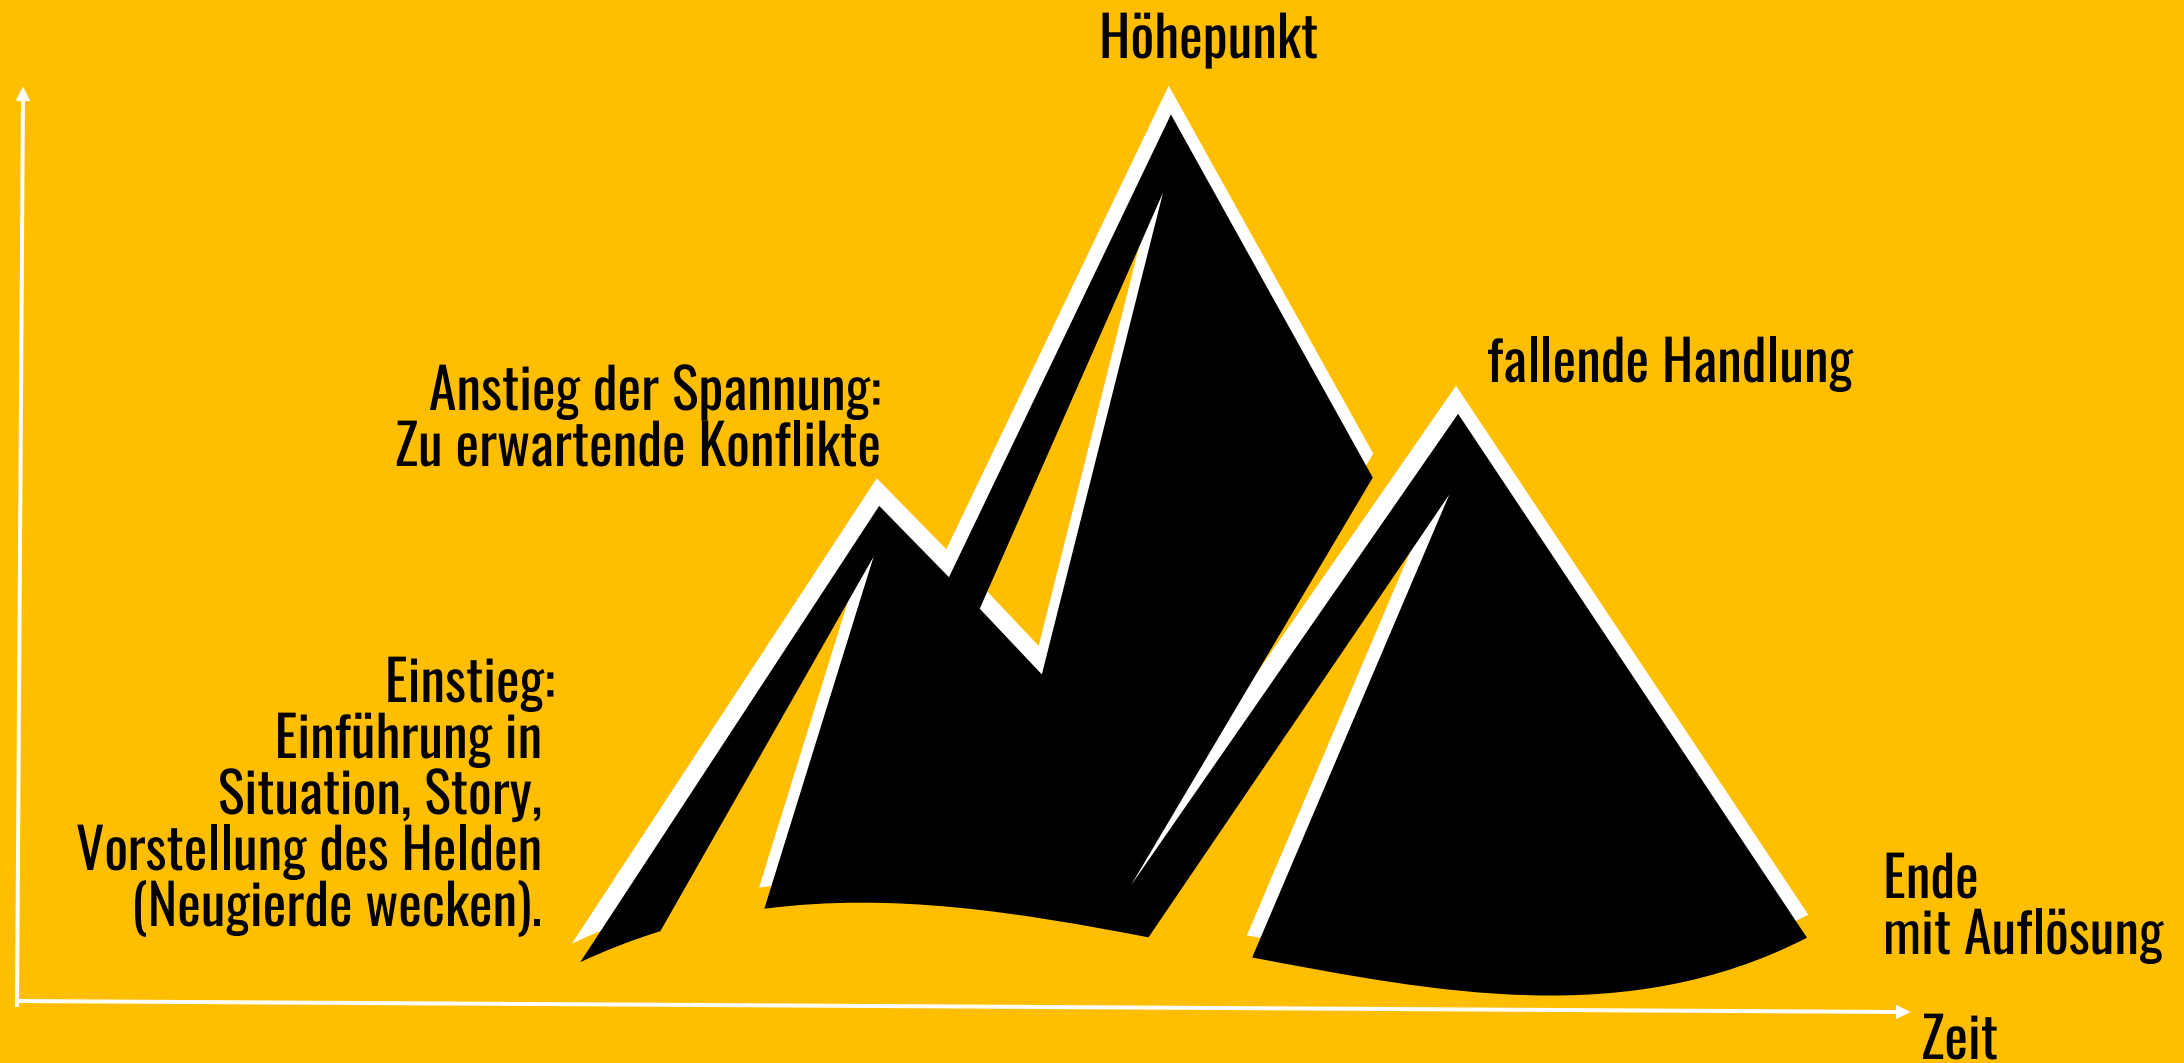 Höhepunkt
fallende Handlung
Anstieg der Spannung:
Zu erwartende Konflikte
Einstieg:
Einführung in
Situation, Story,
Vorstellung des Helden
(Neugierde wecken).
Ende
mit Auflösung
Zeit